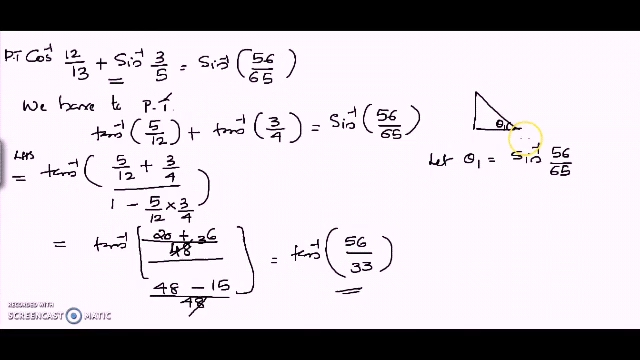 P.T Cos⁻¹ 12/13 + Sin⁻¹ 3/5 = Sin⁻¹ (56/65)
We have to P.T.
tan⁻¹(5/12) + tan⁻¹(3/4) = Sin⁻¹(56/65)
LHS
= tan⁻¹ ( (5/12 + 3/4) / (1 - 5/12 × 3/4) )
= tan⁻¹ [ ((20 + 36)/48) / ((48 - 15)/48) ] = tan⁻¹ (56/33)
θ₁
Let θ₁ = Sin⁻¹ 56/65
RECORDED WITH
SCREENCAST MATIC